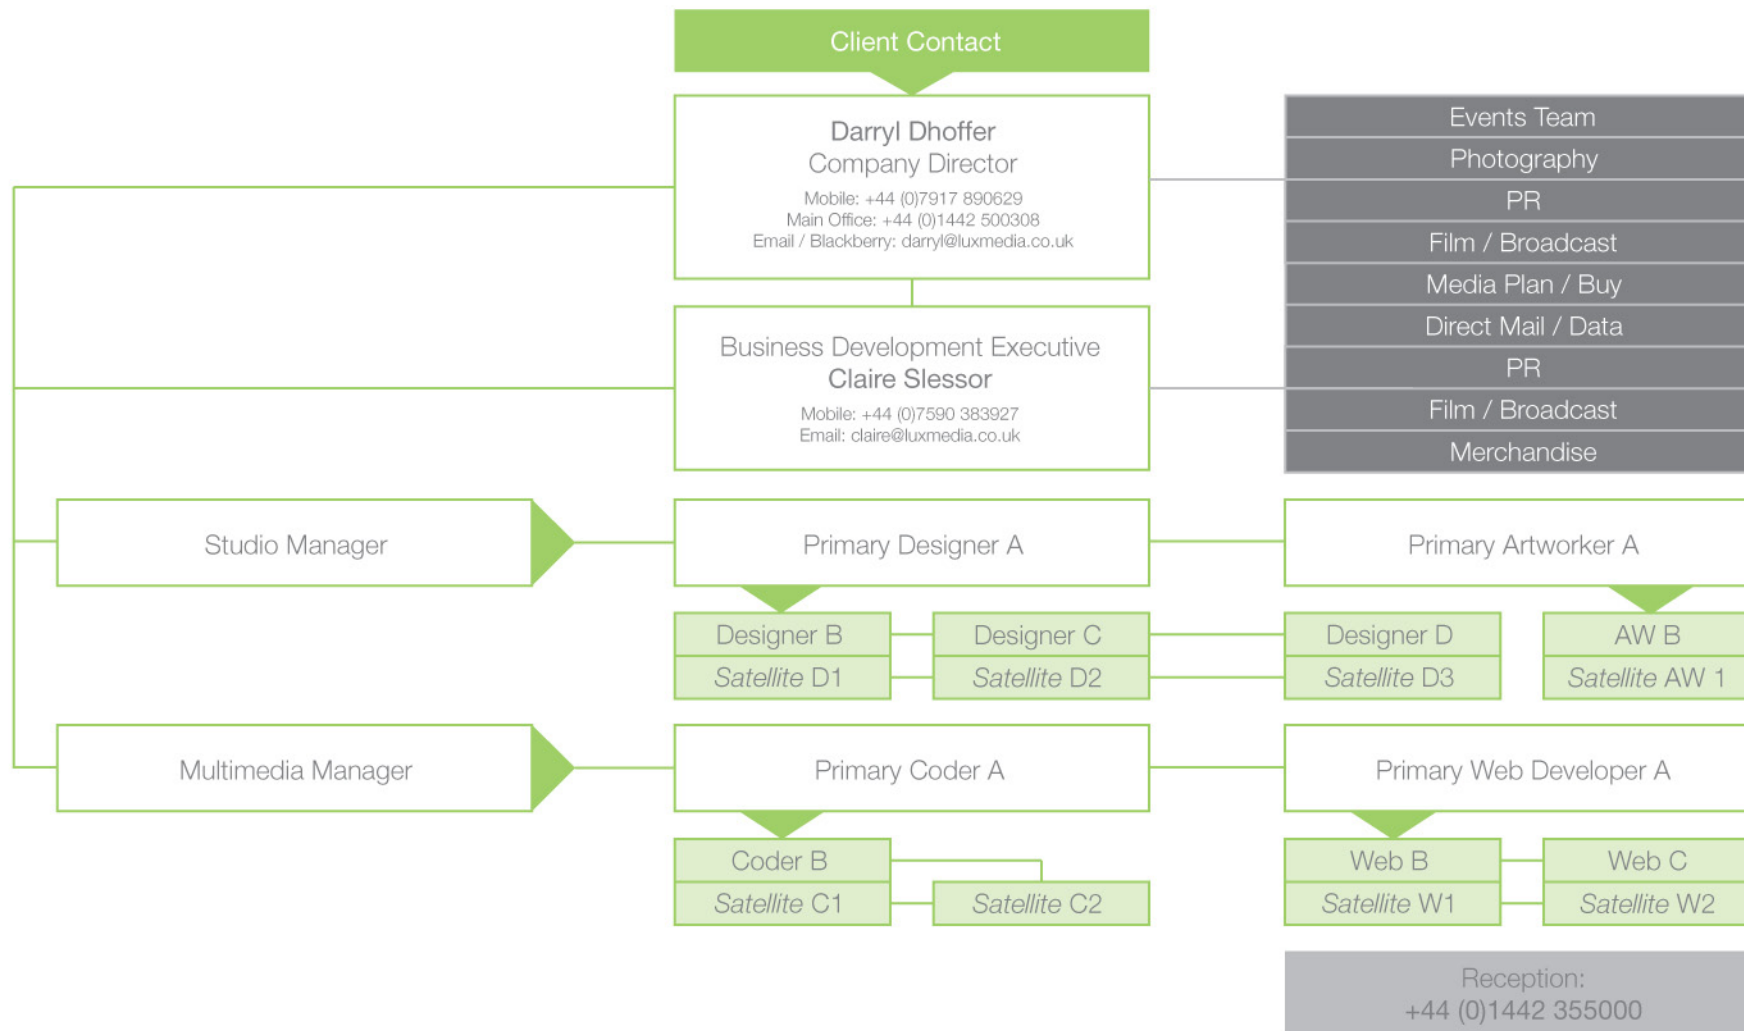 Client Contact
Darryl Dhoffer
Company Director
Mobile: +44 (0)7917 890629
Main Office: +44 (0)1442 500308
Email / Blackberry: darryl@luxmedia.co.uk
Events Team
Photography
PR
Film / Broadcast
Media Plan / Buy
Direct Mail / Data
PR
Film / Broadcast
Merchandise
Business Development Executive
Claire Slessor
Mobile: +44 (0)7590 383927
Email: claire@luxmedia.co.uk
Studio Manager
Primary Designer A
Primary Artworker A
Designer B
Designer C
Designer D
AW B
Satellite D1
Satellite D2
Satellite D3
Satellite AW 1
Multimedia Manager
Primary Coder A
Primary Web Developer A
Coder B
Web B
Web C
Satellite C1
Satellite C2
Satellite W1
Satellite W2
Reception:
+44 (0)1442 355000